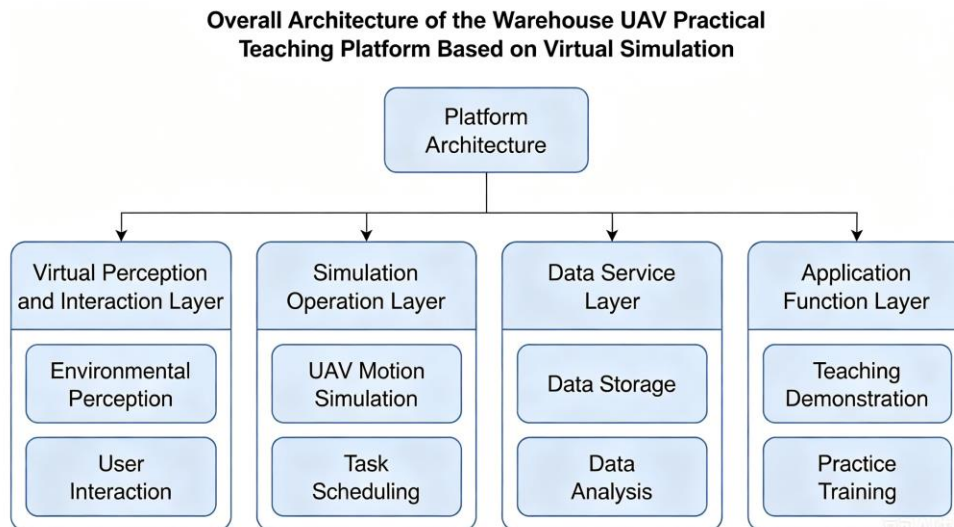 Overall Architecture of the Warehouse UAV Practical
Teaching Platform Based on Virtual Simulation
Platform
Architecture
Virtual Perception
and Interaction Layer
Environmental
Perception
User
Interaction
Simulation
Operation Layer
UAV Motion
Simulation
Task
Scheduling
Data Service
Layer
Data Storage
Data
Analysis
Application
Function Layer
Teaching
Demonstration
Practice
Training